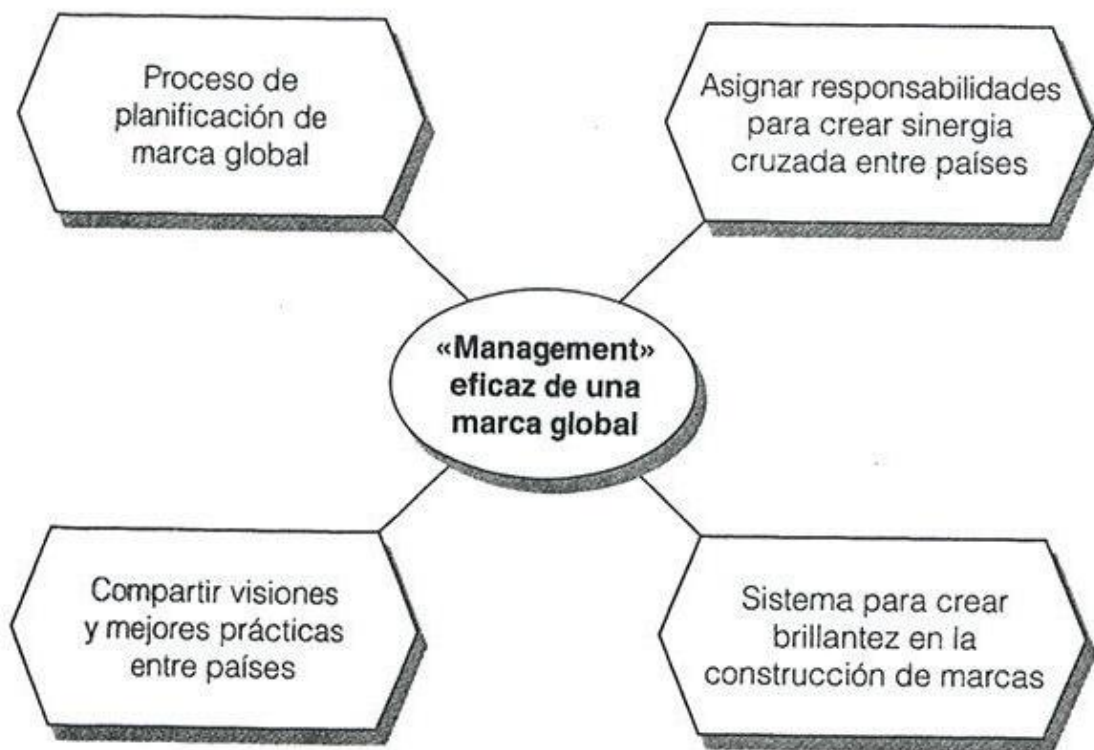 Proceso de
planificación de
marca global
Asignar responsabilidades
para crear sinergia
cruzada entre países
«Management»
eficaz de una
marca global
Compartir visiones
y mejores prácticas
entre países
Sistema para crear
brillantez en la
construcción de marcas